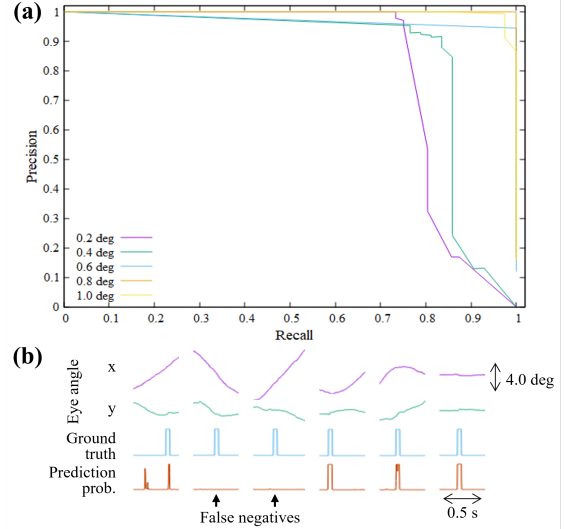 (a)
1
0.9
0.8
0.7
0.6
0.5
0.4
0.3
0.2
0.1
0
Precision
0.2 deg
0.4 deg
0.6 deg
0.8 deg
1.0 deg
0 0.1 0.2 0.3 0.4 0.5 0.6 0.7 0.8 0.9 1
Recall
(b)
Eye angle
x
4.0 deg
y
Ground
truth
Prediction
prob.
False negatives
0.5 s